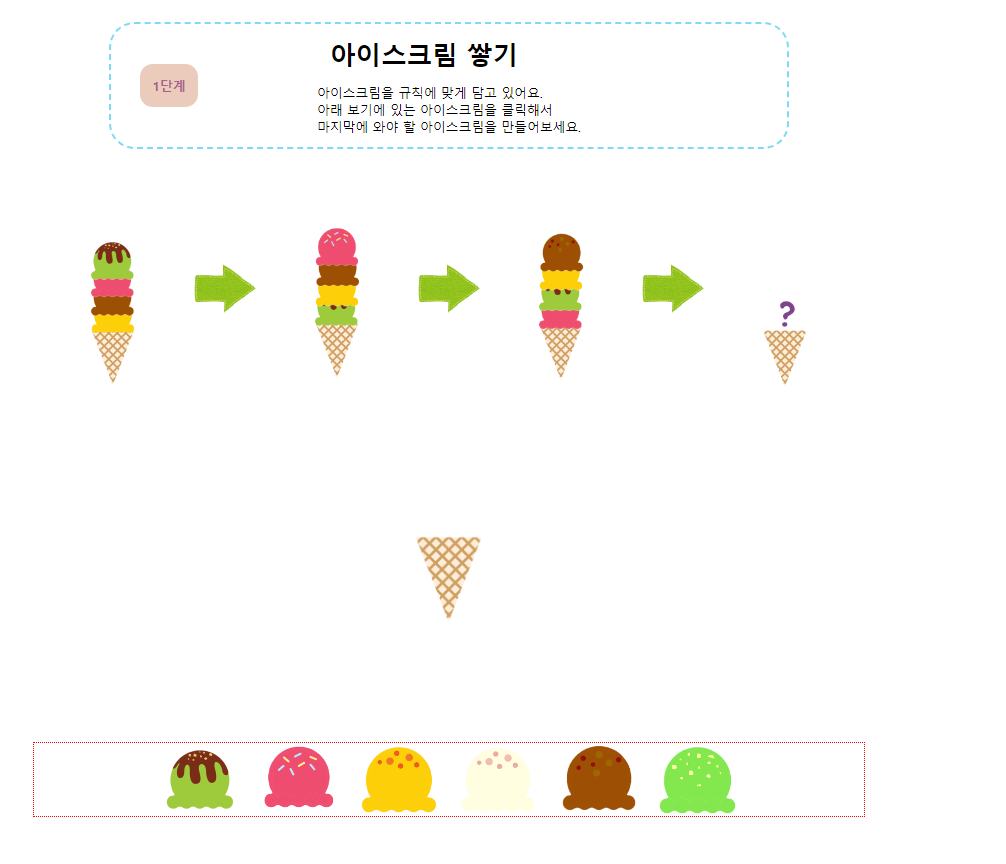 아이스크림 쌓기
1단계
아이스크림을 규칙에 맞게 담고 있어요.
아래 보기에 있는 아이스크림을 클릭해서
마지막에 와야 할 아이스크림을 만들어보세요.
?